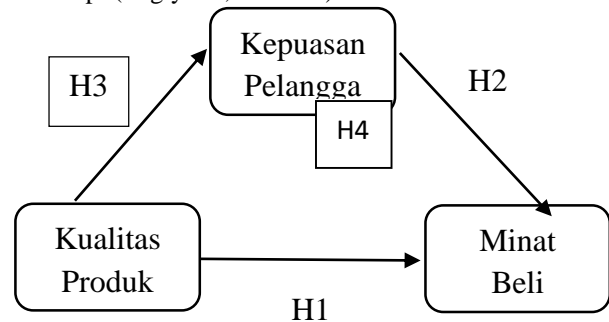 Kepuasan
Pelangga
H3
H2
H4
Kualitas
Produk
Minat
Beli
H1